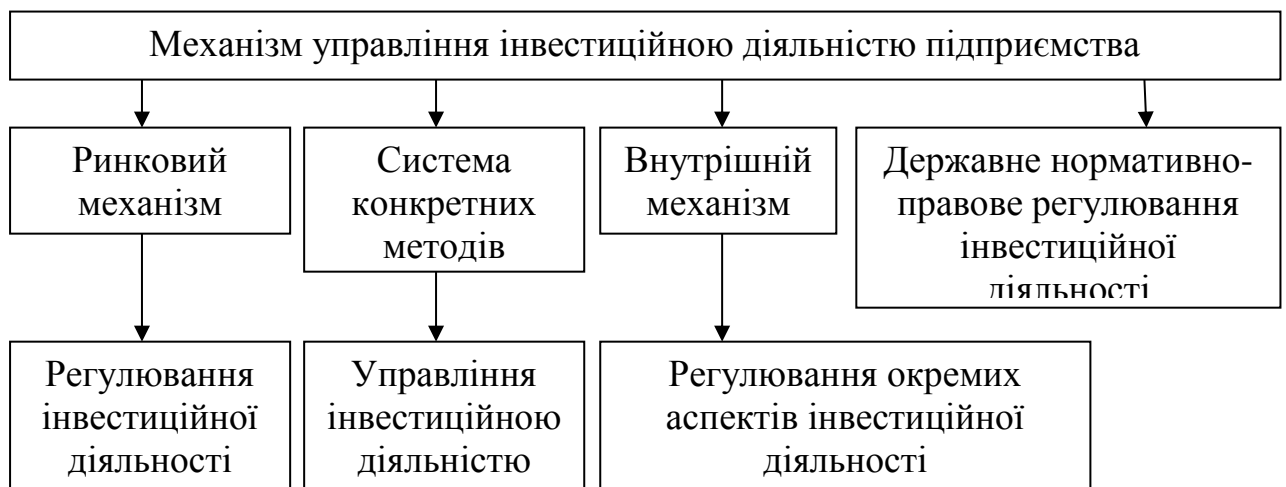 Механізм управління інвестиційною діяльністю підприємства
Ринковий
механізм
Система
конкретних
методів
Внутрішній
механізм
Державне нормативно-
правове регулювання
інвестиційної
діяльності
Регулювання
інвестиційної
діяльності
Управління
інвестиційною
діяльністю
Регулювання окремих
аспектів інвестиційної
діяльності